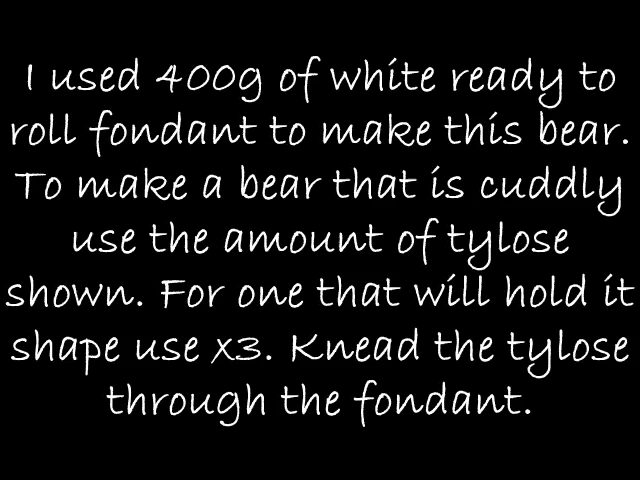 I used 400g of white ready to
roll fondant to make this bear.
To make a bear that is cuddly
use the amount of tylose
shown. For one that will hold it
shape use x3. Knead the tylose
through the fondant.